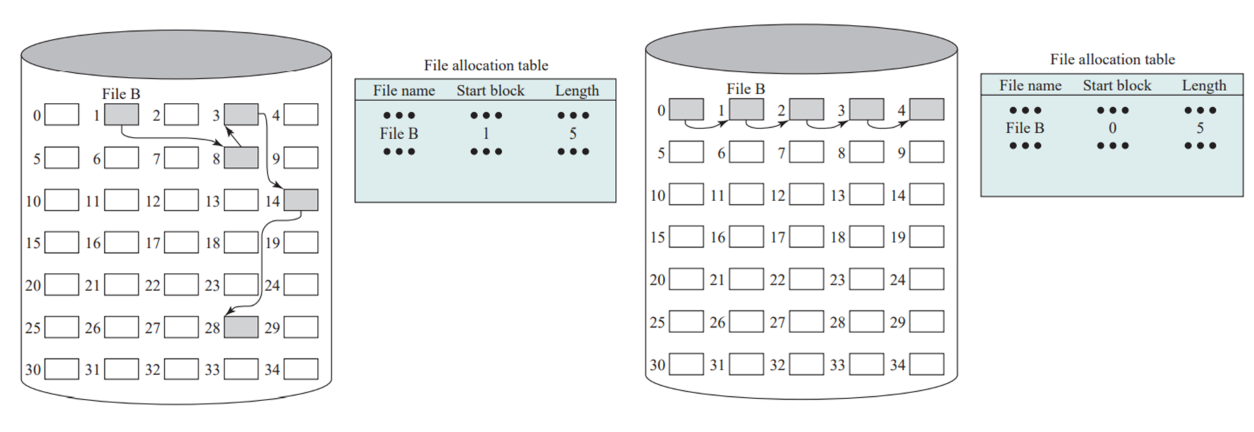 File allocation table
File name Start block Length
••• ••• •••
File B 1 5
••• ••• •••
File B
0 1 2 3 4
5 6 7 8 9
10 11 12 13 14
15 16 17 18 19
20 21 22 23 24
25 26 27 28 29
30 31 32 33 34
File allocation table
File name Start block Length
••• ••• •••
File B 0 5
••• ••• •••
File B
0 1 2 3 4
5 6 7 8 9
10 11 12 13 14
15 16 17 18 19
20 21 22 23 24
25 26 27 28 29
30 31 32 33 34